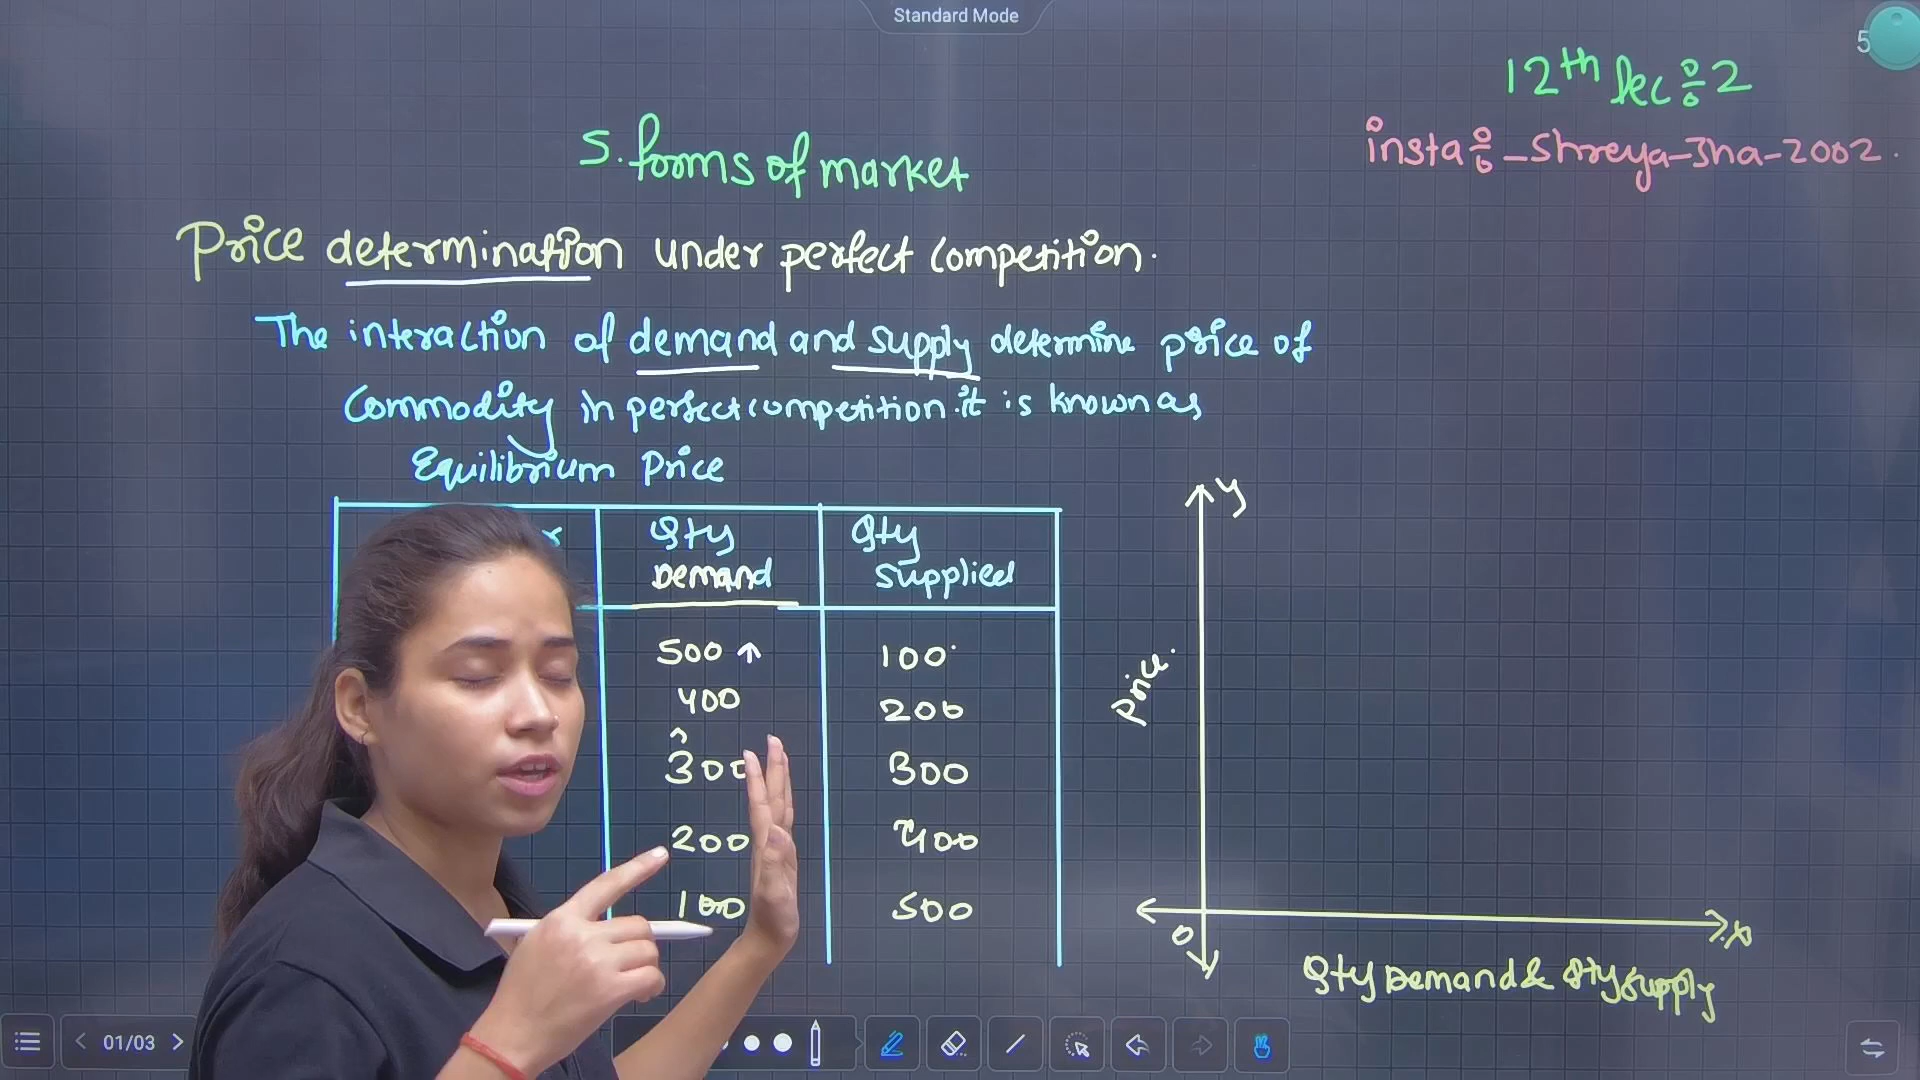 Standard Mode
5
12th Dec : 2
insta : _Shreya_Jha_2002.
5. forms of market
Price determination under perfect competition.
The interaction of demand and supply determine price of
Commodity in perfect competition. it is known as
Equilibrium Price
Qty Demand
Qty Supplied
500 ↑
100
400
200
300
300
200
400
100
500
Y
Price
O
X
Qty Demand & Qty Supply
01/03